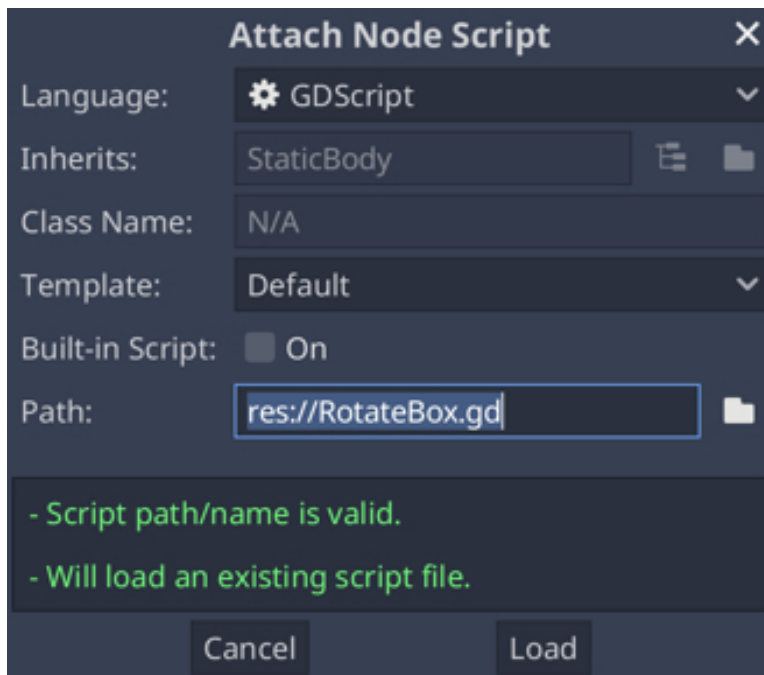 Attach Node Script
Language: GDScript
Inherits: StaticBody
Class Name: N/A
Template: Default
Built-in Script: On
Path: res://RotateBox.gd
- Script path/name is valid.
- Will load an existing script file.
Cancel Load